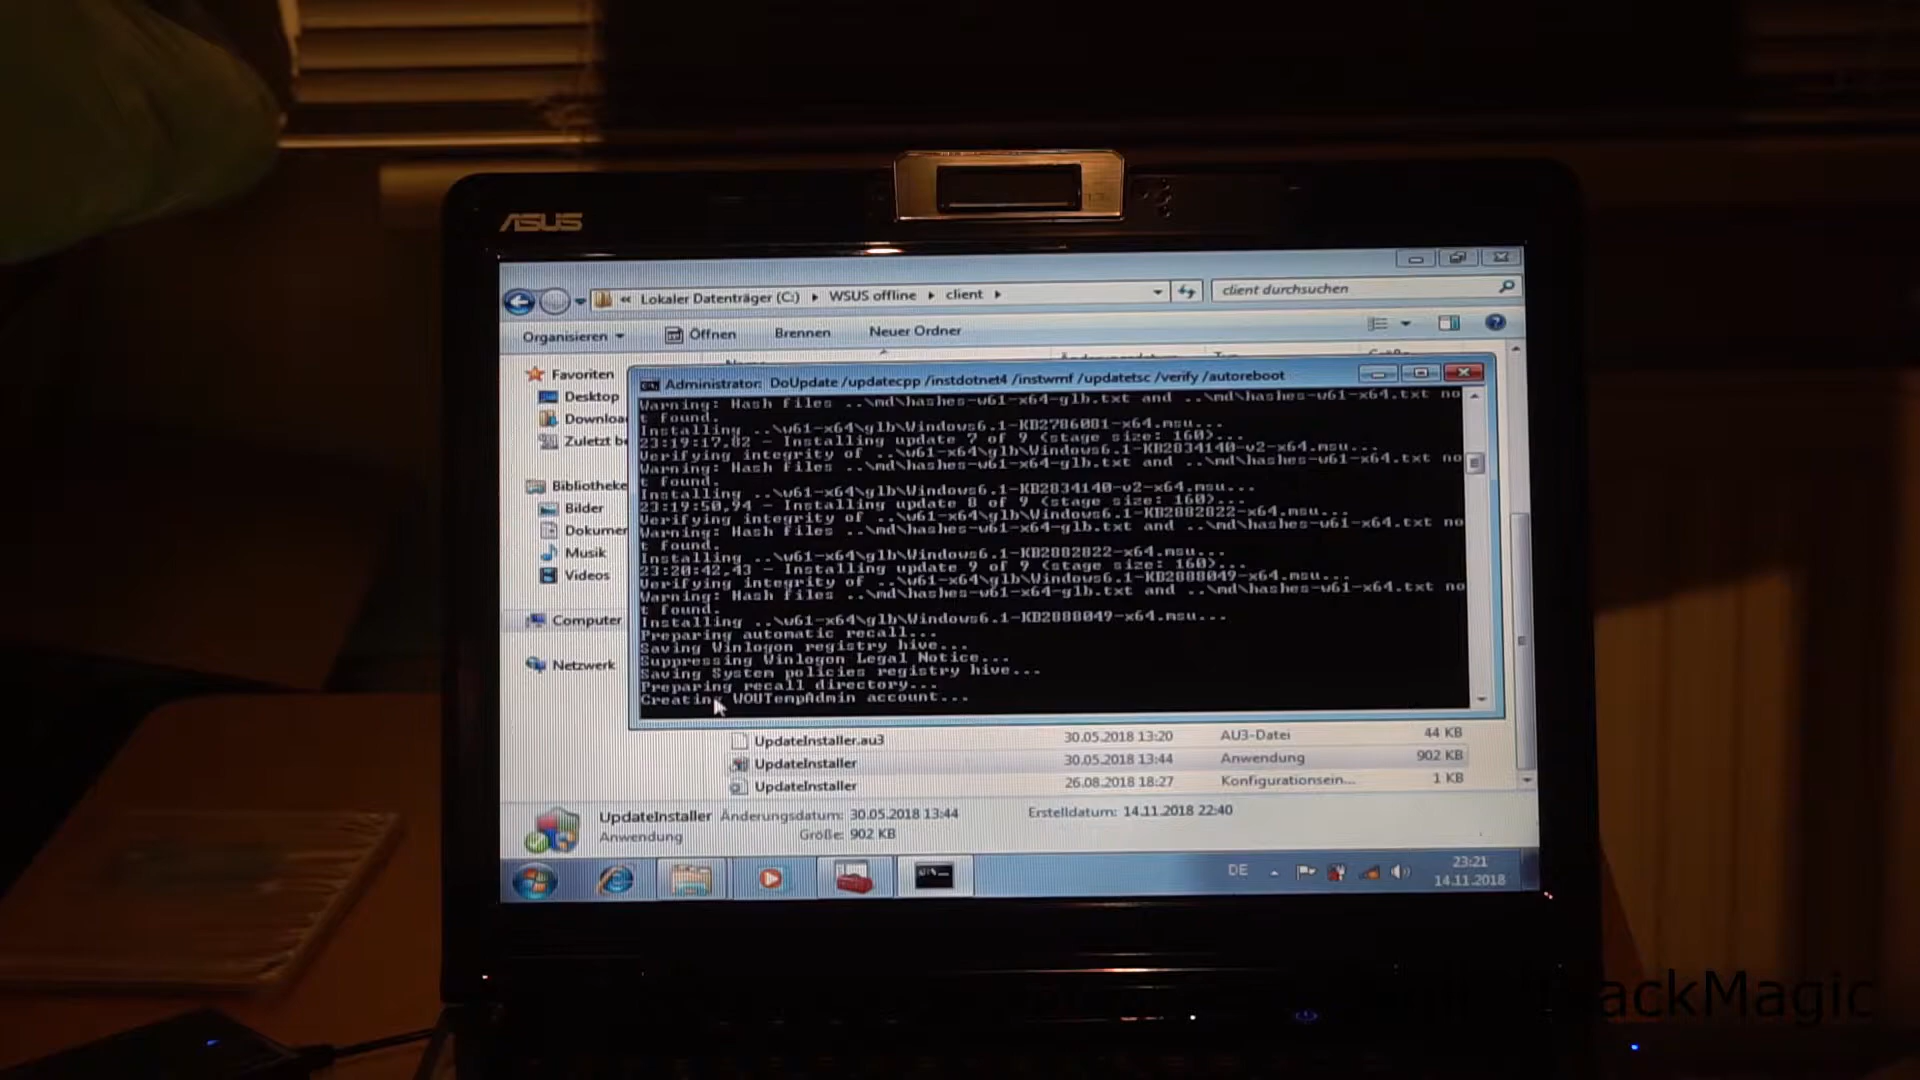 ASUS
« Lokaler Datenträger (C:) ▸ WSUS offline ▸ client ▸
client durchsuchen
Organisieren
Öffnen
Brennen
Neuer Ordner
Favoriten
Desktop
Downloa
Zuletzt be
Bibliotheke
Bilder
Dokumen
Musik
Videos
Computer
Netzwerk
Administrator: DoUpdate /updatecpp /instdotnet4 /instwmf /updatetsc /verify /autoreboot
Warning: Hash files ..\md\hashes-w61-x64-glb.txt and ..\md\hashes-w61-x64.txt no
t found.
Installing ..\w61-x64\glb\Windows6.1-KB2786081-x64.msu...
23:19:17,82 - Installing update 7 of 9 (stage size: 160)...
Verifying integrity of ..\w61-x64\glb\Windows6.1-KB2834140-v2-x64.msu...
Warning: Hash files ..\md\hashes-w61-x64-glb.txt and ..\md\hashes-w61-x64.txt no
t found.
Installing ..\w61-x64\glb\Windows6.1-KB2834140-v2-x64.msu...
23:19:50,94 - Installing update 8 of 9 (stage size: 160)...
Verifying integrity of ..\w61-x64\glb\Windows6.1-KB2882822-x64.msu...
Warning: Hash files ..\md\hashes-w61-x64-glb.txt and ..\md\hashes-w61-x64.txt no
t found.
Installing ..\w61-x64\glb\Windows6.1-KB2882822-x64.msu...
23:20:42,43 - Installing update 9 of 9 (stage size: 160)...
Verifying integrity of ..\w61-x64\glb\Windows6.1-KB2888049-x64.msu...
Warning: Hash files ..\md\hashes-w61-x64-glb.txt and ..\md\hashes-w61-x64.txt no
t found.
Installing ..\w61-x64\glb\Windows6.1-KB2888049-x64.msu...
Preparing automatic recall...
Saving Winlogon registry hive...
Suppressing Winlogon Legal Notice...
Saving System policies registry hive...
Preparing recall directory...
Creating WOUTempAdmin account...
UpdateInstaller.au3 30.05.2018 13:20 AU3-Datei 44 KB
UpdateInstaller 30.05.2018 13:44 Anwendung 902 KB
UpdateInstaller 26.08.2018 18:27 Konfigurationsein... 1 KB
UpdateInstaller Änderungsdatum: 30.05.2018 13:44 Erstelldatum: 14.11.2018 22:40
Anwendung Größe: 902 KB
DE
23:21
14.11.2018
ackMagic